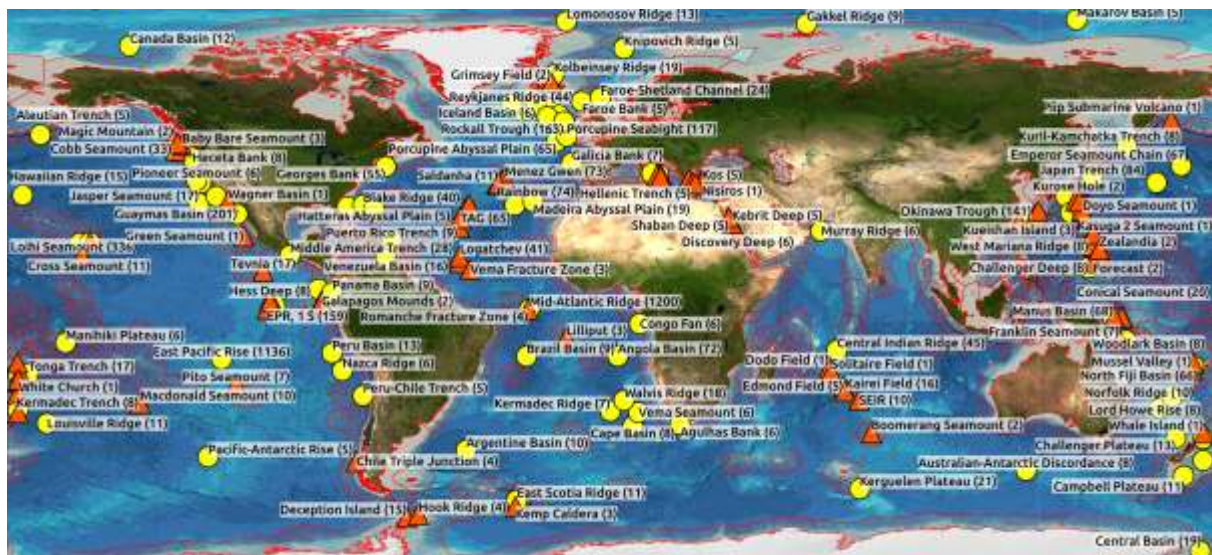 Lomonosov Ridge (13)
Gakkel Ridge (9)
Makarov Basin (5)
Canada Basin (12)
Knipovich Ridge (5)
Kolbeinsey Ridge (19)
Grimsey Field (2)
Faroe-Shetland Channel (24)
Reykjanes Ridge (44)
Faroe Bank (5)
Iceland Basin (6)
Piip Submarine Volcano (1)
Aleutian Trench (5)
Magic Mountain (2)
Baby Bare Seamount (3)
Rockall Trough (163)
Porcupine Seabight (117)
Kuril-Kamchatka Trench (8)
Cobb Seamount (33)
Heceta Bank (8)
Porcupine Abyssal Plain (65)
Galicia Bank (7)
Emperor Seamount Chain (67)
Hawaiian Ridge (15)
Pioneer Seamount (6)
Georges Bank (55)
Saldanha (11)
Menez Gwen (73)
Kos (5)
Japan Trench (84)
Jasper Seamount (17)
Wagner Basin (1)
Blake Ridge (40)
Rainbow (74)
Hellenic Trench (5)
Nisiros (1)
Kurose Hole (2)
Guaymas Basin (201)
Hatteras Abyssal Plain (5)
TAG (65)
Madeira Abyssal Plain (19)
Kebrit Deep (5)
Okinawa Trough (141)
Doyo Seamount (1)
Green Seamount (1)
Puerto Rico Trench (9)
Shaban Deep (5)
Murray Ridge (6)
Kueishan Island (3)
Kasuga 2 Seamount (1)
Loihi Seamount (336
Middle America Trench (28)
Logatchev (41)
Discovery Deep (6)
West Mariana Ridge (8)
Zealandia (2)
Cross Seamount (11)
Tevnia (17)
Venezuela Basin (16)
Vema Fracture Zone (3)
Challenger Deep (8)
Forecast (2)
Hess Deep (8)
Panama Basin (9)
Galapagos Mounds (2)
Mid-Atlantic Ridge (1200)
Conical Seamount (20)
EPR, 1 S (159)
Romanche Fracture Zone (4)
Lilliput (3)
Congo Fan (6)
Manus Basin (68)
Franklin Seamount (7)
Manihiki Plateau (6)
East Pacific Rise (1136)
Peru Basin (13)
Brazil Basin (9)
Angola Basin (72)
Central Indian Ridge (45)
Woodlark Basin (8)
Tonga Trench (17)
Pito Seamount (7)
Nazca Ridge (6)
Dodo Field (1)
Solitaire Field (1)
Mussel Valley (1)
North Fiji Basin (66)
White Church (1)
Macdonald Seamount (10)
Peru-Chile Trench (5)
Walvis Ridge (18)
Edmond Field (5)
Kairei Field (16)
Norfolk Ridge (10)
Kermadec Trench (8)
Kermadec Ridge (7)
Vema Seamount (6)
SEIR (10)
Lord Howe Rise (8)
Louisville Ridge (11)
Cape Basin (8)
Agulhas Bank (6)
Boomerang Seamount (2)
Whale Island (1)
Pacific-Antarctic Rise (5)
Argentine Basin (10)
Challenger Plateau (13)
Chile Triple Junction (4)
Australian-Antarctic Discordance (8)
Kerguelen Plateau (21)
Campbell Plateau (11)
East Scotia Ridge (11)
Deception Island (15)
Hook Ridge (4)
Kemp Caldera (3)
Central Basin (19)